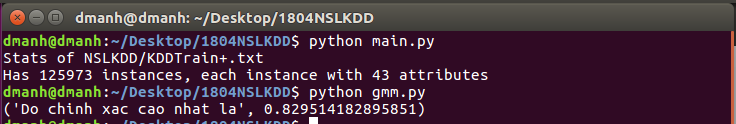 dmanh@dmanh: ~/Desktop/1804NSLKDD
dmanh@dmanh:~/Desktop/1804NSLKDD$ python main.py
Stats of NSLKDD/KDDTrain+.txt
Has 125973 instances, each instance with 43 attributes
dmanh@dmanh:~/Desktop/1804NSLKDD$ python gmm.py
('Do chinh xac cao nhat la', 0.829514182895851)
dmanh@dmanh:~/Desktop/1804NSLKDD$